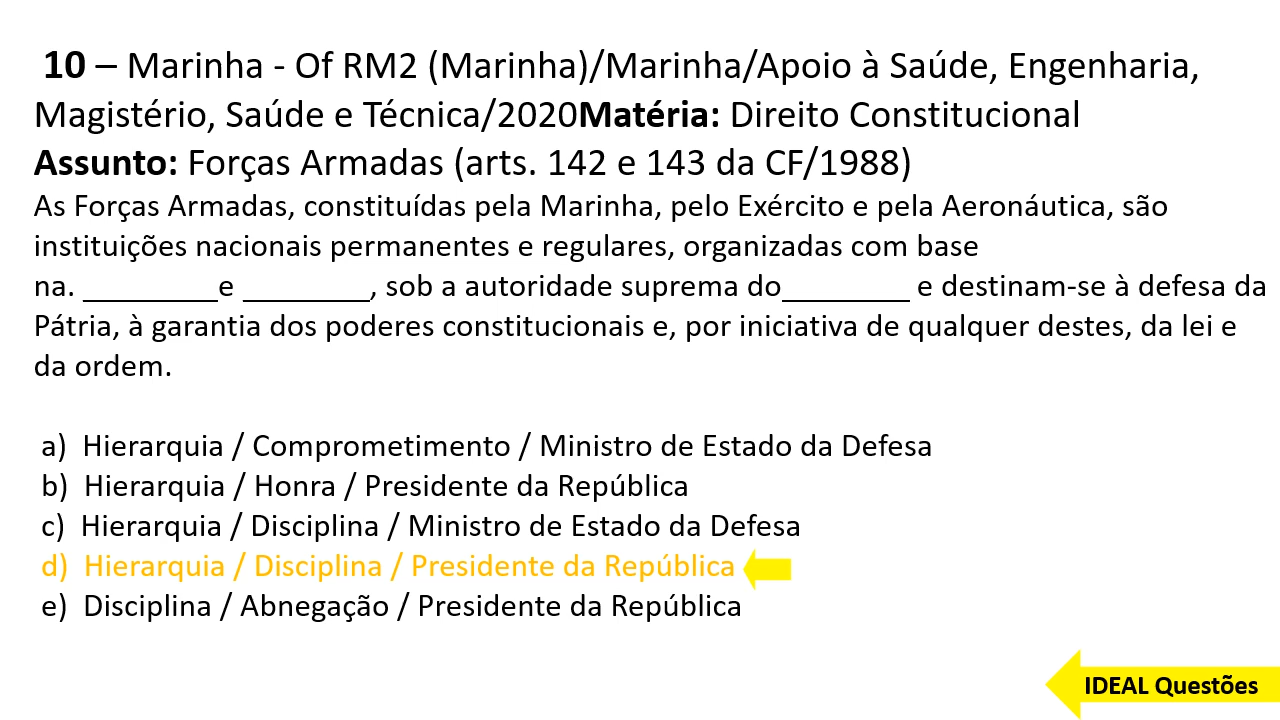 10 – Marinha - Of RM2 (Marinha)/Marinha/Apoio à Saúde, Engenharia,
Magistério, Saúde e Técnica/2020Matéria: Direito Constitucional
Assunto: Forças Armadas (arts. 142 e 143 da CF/1988)
As Forças Armadas, constituídas pela Marinha, pelo Exército e pela Aeronáutica, são
instituições nacionais permanentes e regulares, organizadas com base
na. ________e ________, sob a autoridade suprema do________ e destinam-se à defesa da
Pátria, à garantia dos poderes constitucionais e, por iniciativa de qualquer destes, da lei e
da ordem.
a) Hierarquia / Comprometimento / Ministro de Estado da Defesa
b) Hierarquia / Honra / Presidente da República
c) Hierarquia / Disciplina / Ministro de Estado da Defesa
d) Hierarquia / Disciplina / Presidente da República
e) Disciplina / Abnegação / Presidente da República
IDEAL Questões